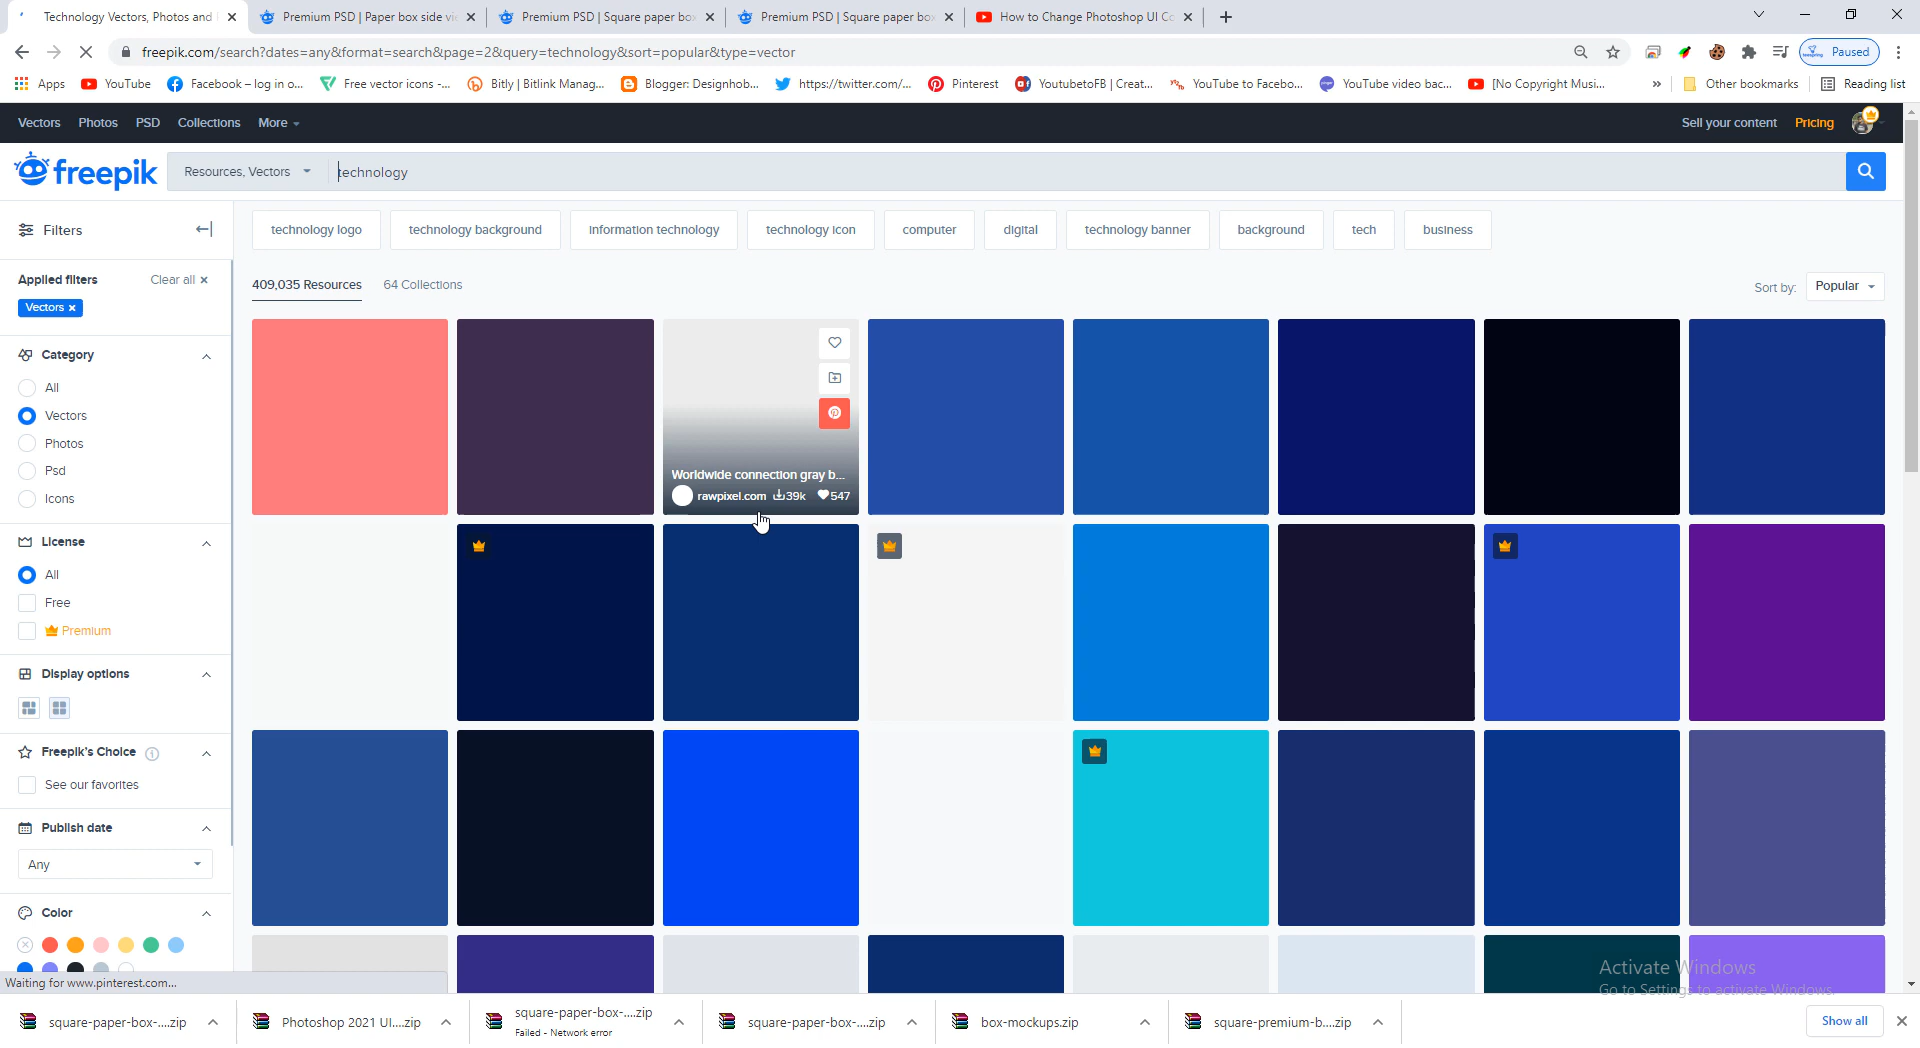 Technology Vectors, Photos and
Premium PSD | Paper box side vi
Premium PSD | Square paper bo
Premium PSD | Square paper bo
How to Change Photoshop UI Co
freepik.com/search?dates=any&format=search&page=2&query=technology&sort=popular&type=vector
Paused
Apps
YouTube
Facebook – log in o...
Free vector icons -...
Bitly | Bitlink Manag...
Blogger: Designhob...
https://twitter.com/...
Pinterest
YoutubetoFB | Creat...
YouTube to Facebo...
YouTube video bac...
[No Copyright Musi...
»
Other bookmarks
Reading list
Vectors
Photos
PSD
Collections
More
Sell your content
Pricing
freepik
Resources, Vectors
technology
Filters
technology logo
technology background
information technology
technology icon
computer
digital
technology banner
background
tech
business
Applied filters
Clear all ×
Vectors ×
409,035 Resources
64 Collections
Sort by:
Popular
Category
All
Vectors
Photos
Psd
Icons
Worldwide connection gray b...
rawpixel.com
39k
547
License
All
Free
Premium
Display options
Freepik's Choice
See our favorites
Publish date
Any
Color
Waiting for www.pinterest.com...
Activate Windows
Go to Settings to activate Windows.
square-paper-box-....zip
Photoshop 2021 UI....zip
square-paper-box-....zip
Failed - Network error
square-paper-box-....zip
box-mockups.zip
square-premium-b....zip
Show all